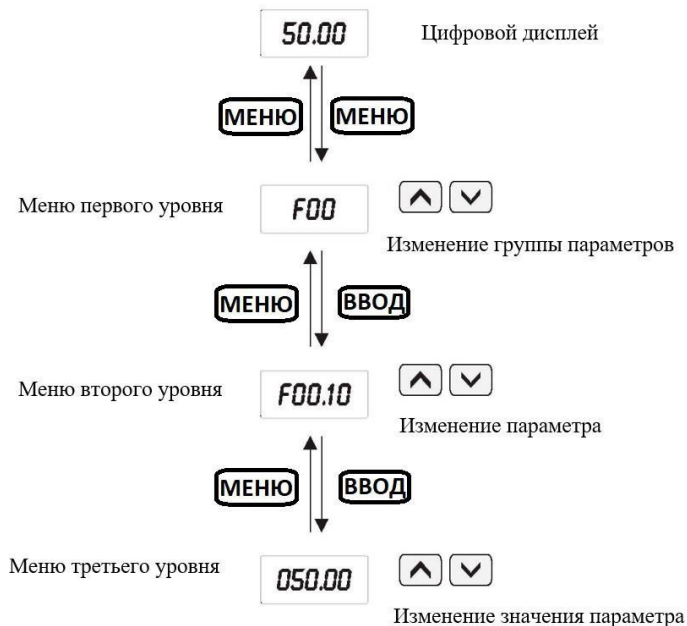 50.00 Цифровой дисплей
МЕНЮ МЕНЮ
Меню первого уровня F00
Изменение группы параметров
МЕНЮ ВВОД
Меню второго уровня F00.10
Изменение параметра
МЕНЮ ВВОД
Меню третьего уровня 050.00
Изменение значения параметра